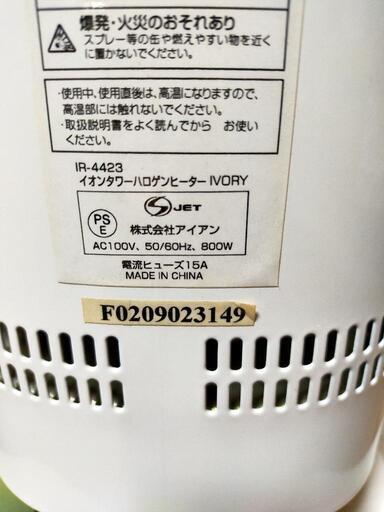 爆発・火災のおそれあり
スプレー等の缶や燃えやすい物を近く
に置かないでください。
・使用中、使用直後は、高温になりますので、
高温部には触れないでください。
・取扱説明書をよく読んでから お使い
ください。
IR-4423
イオンタワーハロゲンヒーター IVORY
PS
E
S JET
株式会社アイアン
AC100V、50/60Hz、800W
電流ヒューズ15A
MADE IN CHINA
F0209023149